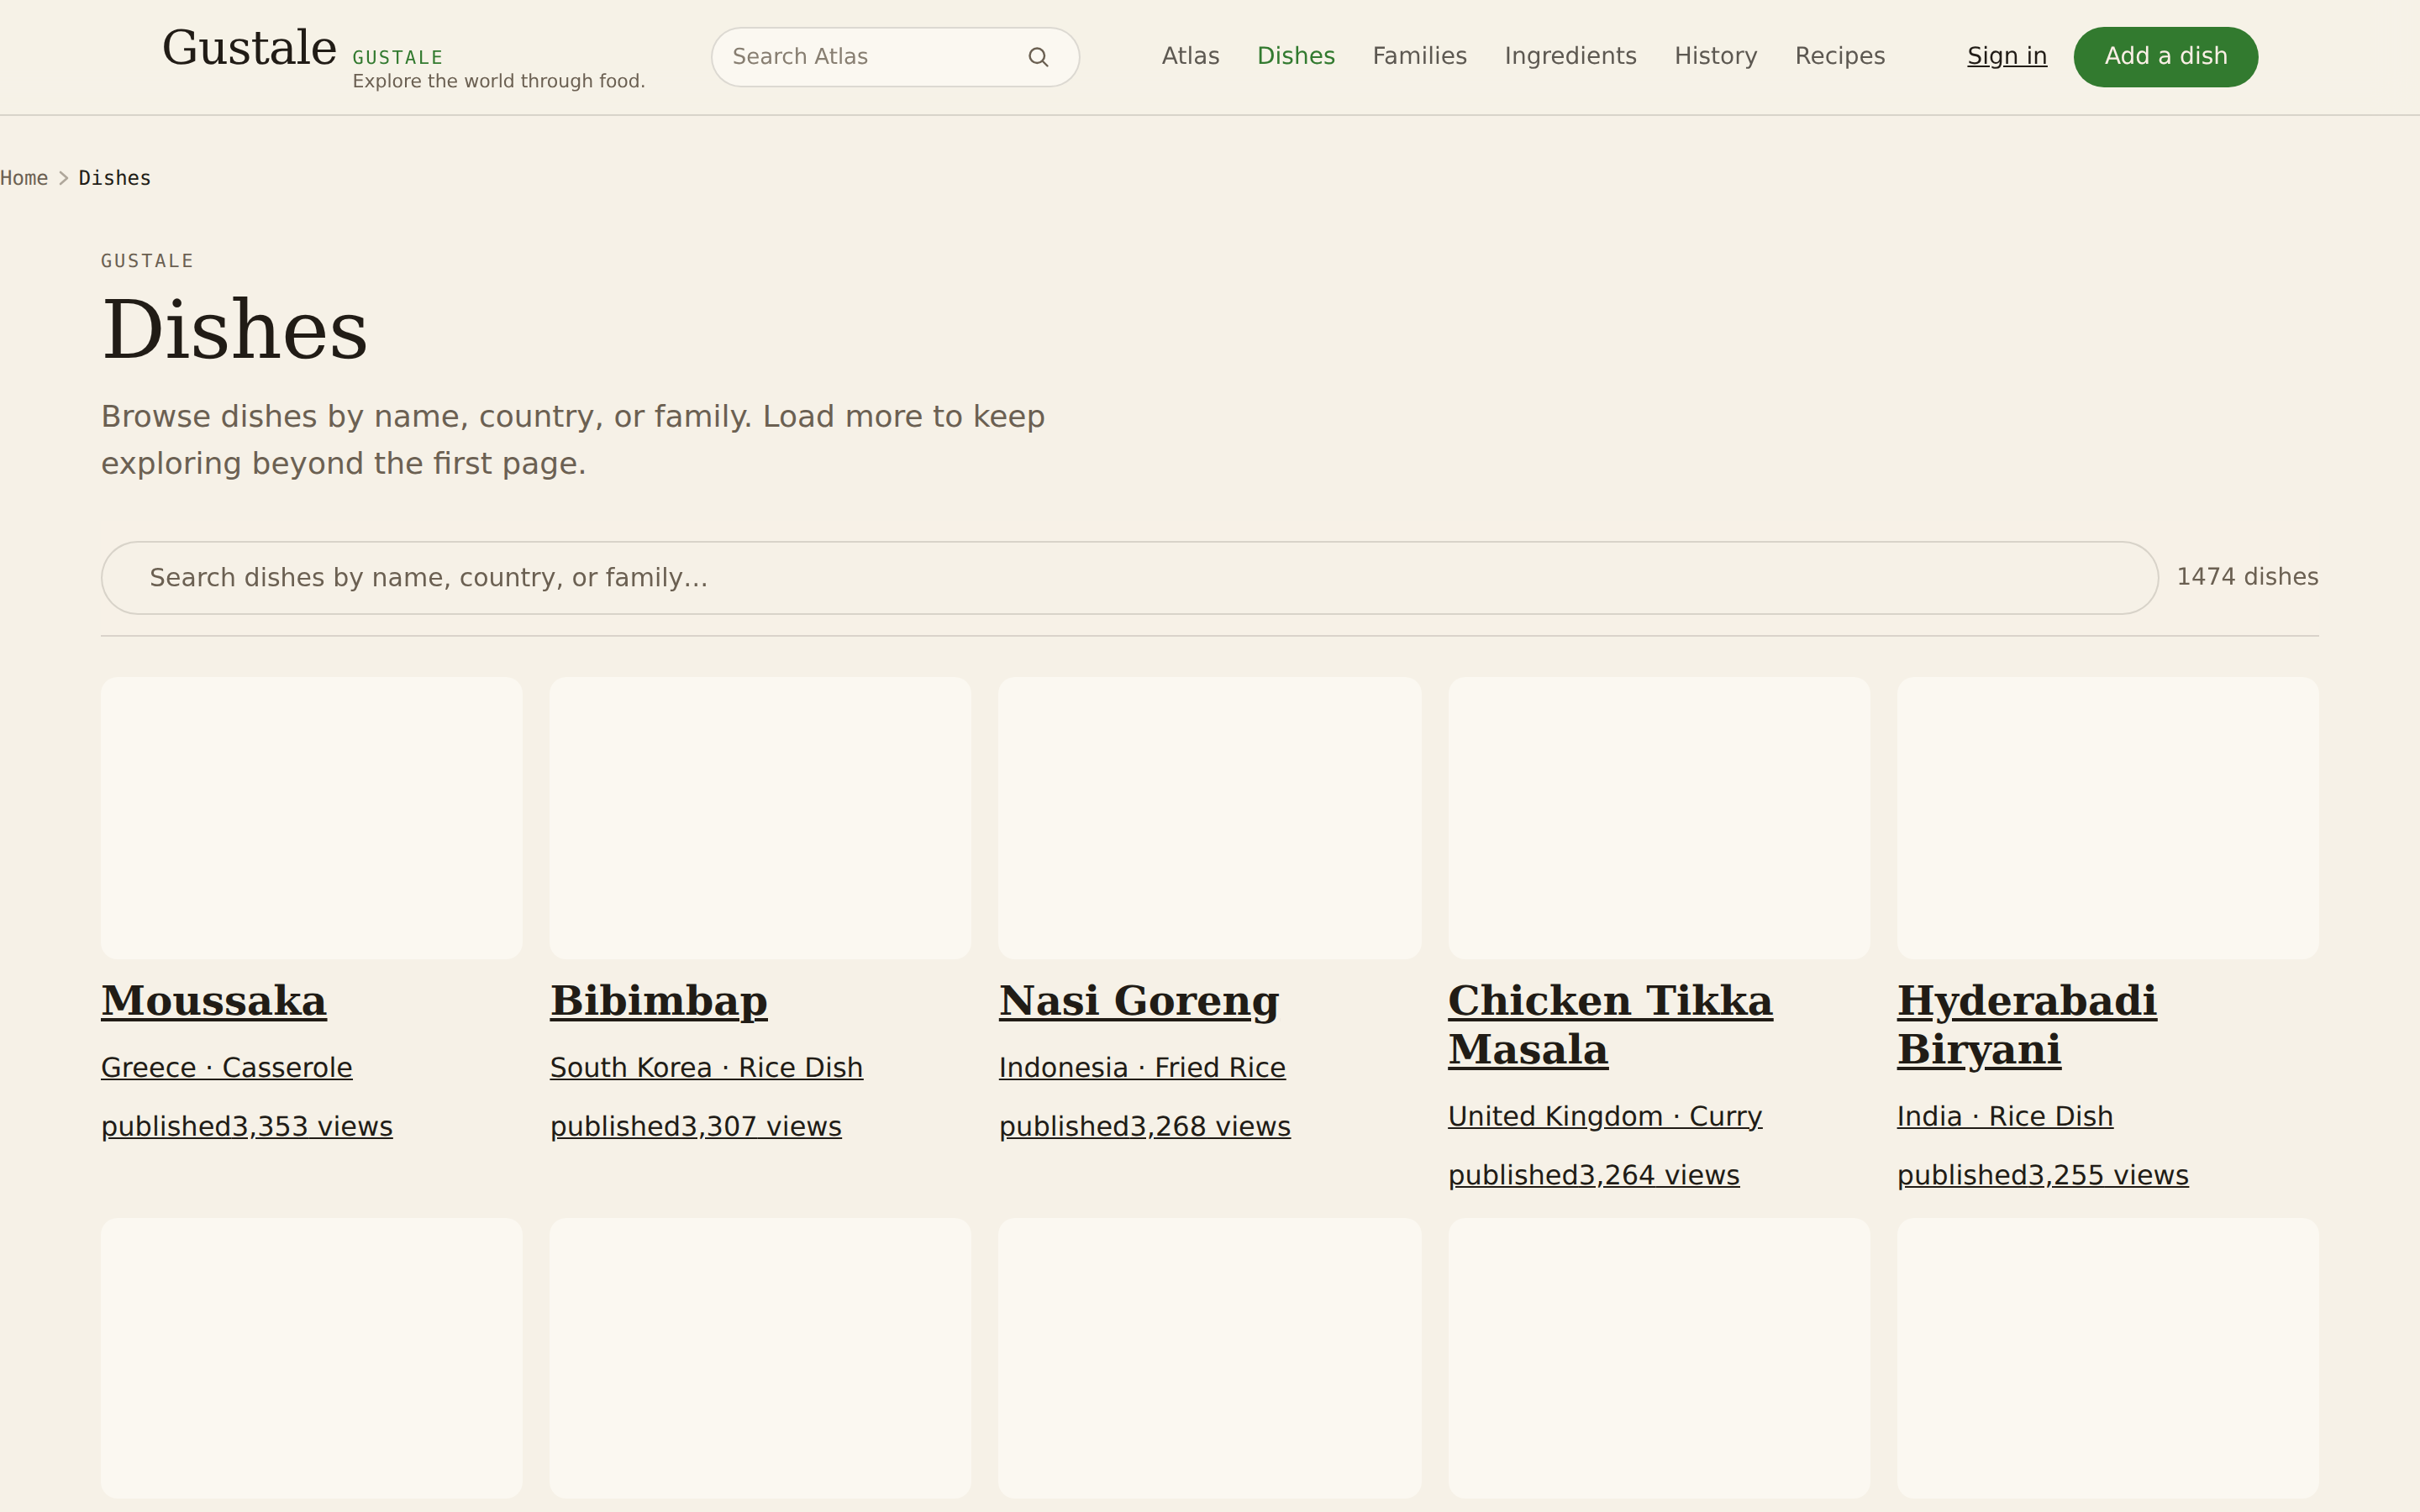 Gustale
GUSTALE
Explore the world through food.
Search Atlas
Atlas Dishes Families Ingredients History Recipes
Sign in
Add a dish
Home > Dishes
GUSTALE
Dishes
Browse dishes by name, country, or family. Load more to keep
exploring beyond the first page.
Search dishes by name, country, or family...
1474 dishes
Moussaka
Greece · Casserole
published3,353 views
Bibimbap
South Korea · Rice Dish
published3,307 views
Nasi Goreng
Indonesia · Fried Rice
published3,268 views
Chicken Tikka
Masala
United Kingdom · Curry
published3,264 views
Hyderabadi
Biryani
India · Rice Dish
published3,255 views